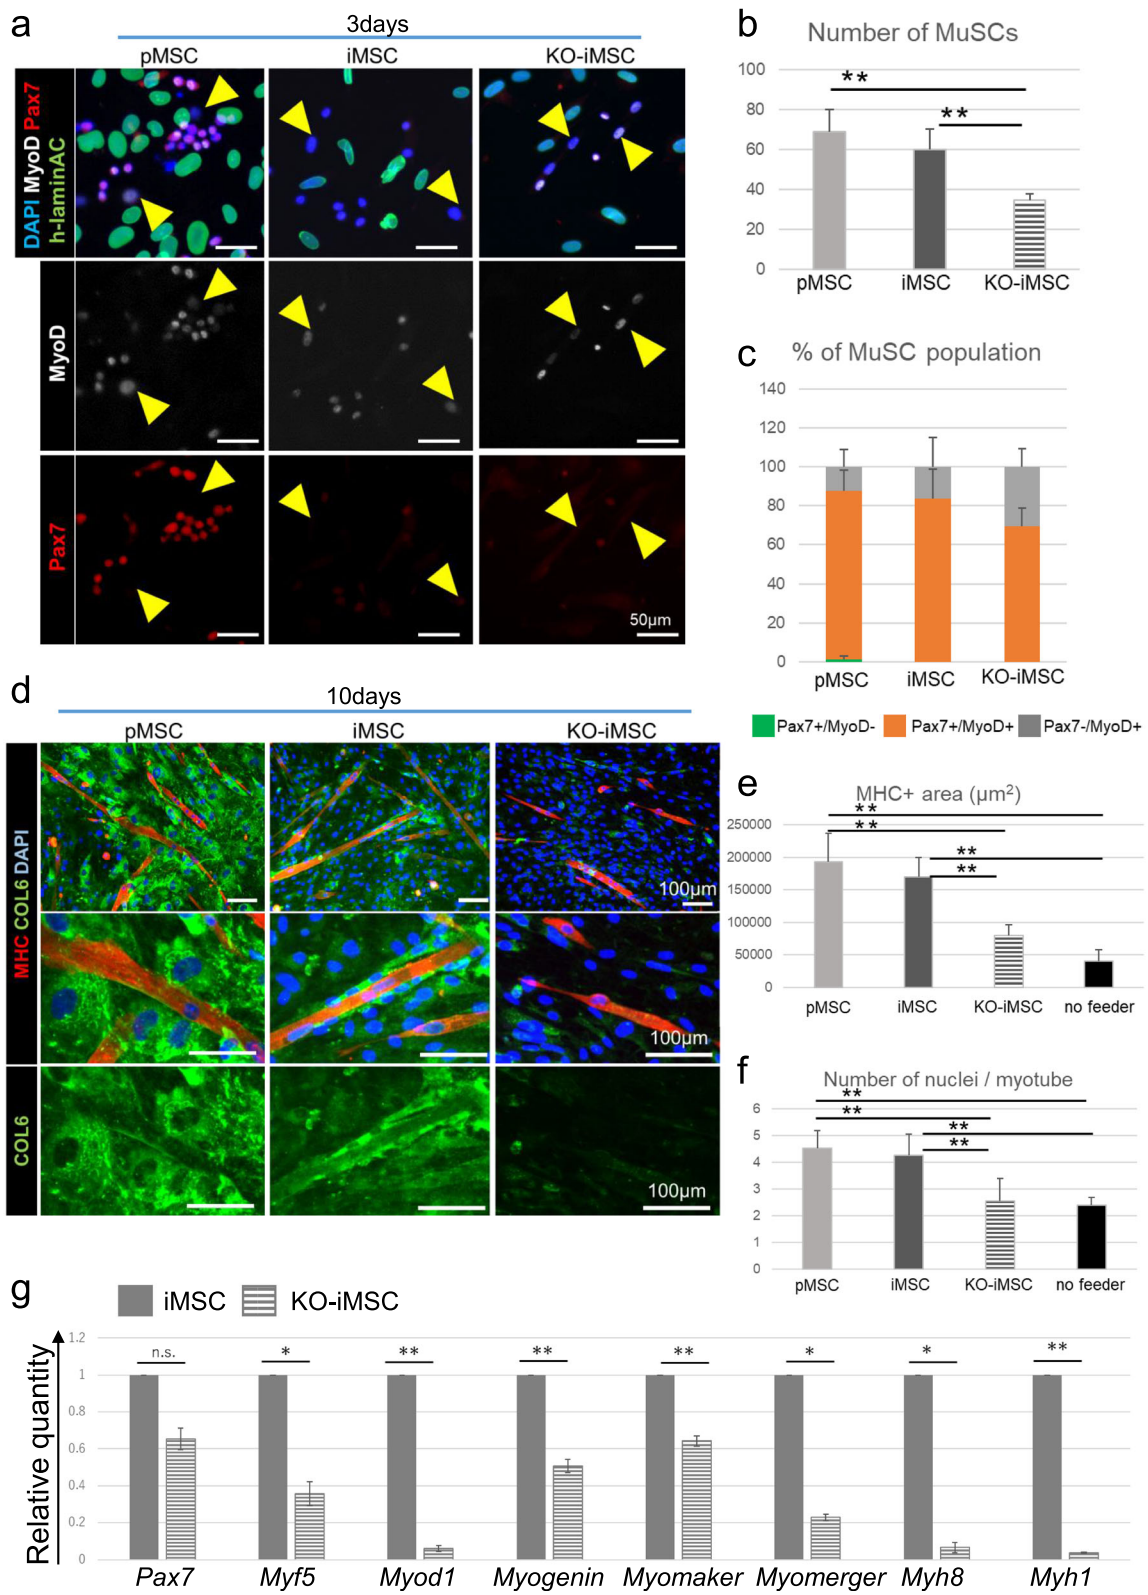 a
3days
pMSC
iMSC
KO-iMSC
DAPI MyoD Pax7
h-laminAC
MyoD
Pax7
50µm
b
Number of MuSCs
100
80
60
40
20
0
**
**
pMSC
iMSC
KO-iMSC
c
% of MuSC population
140
120
100
80
60
40
20
0
pMSC
iMSC
KO-iMSC
Pax7+/MyoD-
Pax7+/MyoD+
Pax7-/MyoD+
d
10days
pMSC
iMSC
KO-iMSC
MHC COL6 DAPI
COL6
100µm
100µm
100µm
e
MHC+ area (µm²)
250000
200000
150000
100000
50000
0
**
**
**
**
pMSC
iMSC
KO-iMSC
no feeder
f
Number of nuclei / myotube
6
5
4
3
2
1
0
**
**
**
**
pMSC
iMSC
KO-iMSC
no feeder
g
iMSC
KO-iMSC
Relative quantity
1.2
1
0.8
0.6
0.4
0.2
0
n.s.
*
**
**
**
*
*
**
Pax7
Myf5
Myod1
Myogenin
Myomaker
Myomerger
Myh8
Myh1